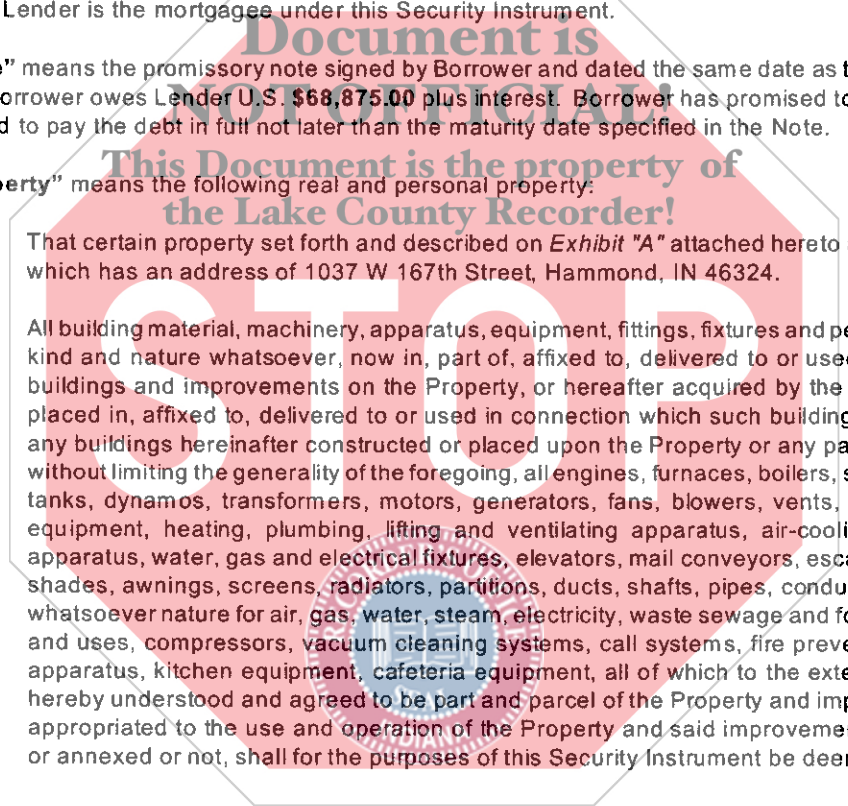 Lender is the mortgagee under this Security Instrument.
Document is
e" means the promissory note signed by Borrower and dated the same date as t
orrower owes Lender U.S. $68,875.00 plus interest. Borrower has promised to
NOT OFFICIAL!
d to pay the debt in full not later than the maturity date specified in the Note.
This Document is the property of
perty" means the following real and personal property:
the Lake County Recorder!
That certain property set forth and described on Exhibit "A" attached hereto
which has an address of 1037 W 167th Street, Hammond, IN 46324.
STOP
All building material, machinery, apparatus, equipment, fittings, fixtures and pe
kind and nature whatsoever, now in, part of, affixed to, delivered to or use
buildings and improvements on the Property, or hereafter acquired by the
placed in, affixed to, delivered to or used in connection which such building
any buildings hereinafter constructed or placed upon the Property or any pa
without limiting the generality of the foregoing, all engines, furnaces, boilers, s
tanks, dynamos, transformers, motors, generators, fans, blowers, vents,
equipment, heating, plumbing, lifting and ventilating apparatus, air-cooli
apparatus, water, gas and electrical fixtures, elevators, mail conveyors, esca
shades, awnings, screens, radiators, partitions, ducts, shafts, pipes, condu
whatsoever nature for air, gas, water, steam, electricity, waste sewage and fo
and uses, compressors, vacuum cleaning systems, call systems, fire preve
apparatus, kitchen equipment, cafeteria equipment, all of which to the exte
hereby understood and agreed to be part and parcel of the Property and imp
appropriated to the use and operation of the Property and said improveme
or annexed or not, shall for the purposes of this Security Instrument be deer
SEAL
INDIANA